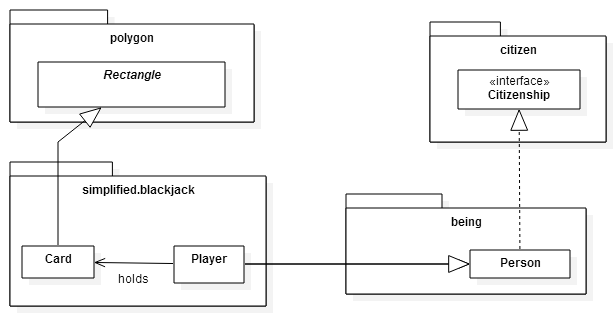 polygon
Rectangle
citizen
«interface»
Citizenship
simplified.blackjack
Card
Player
holds
being
Person